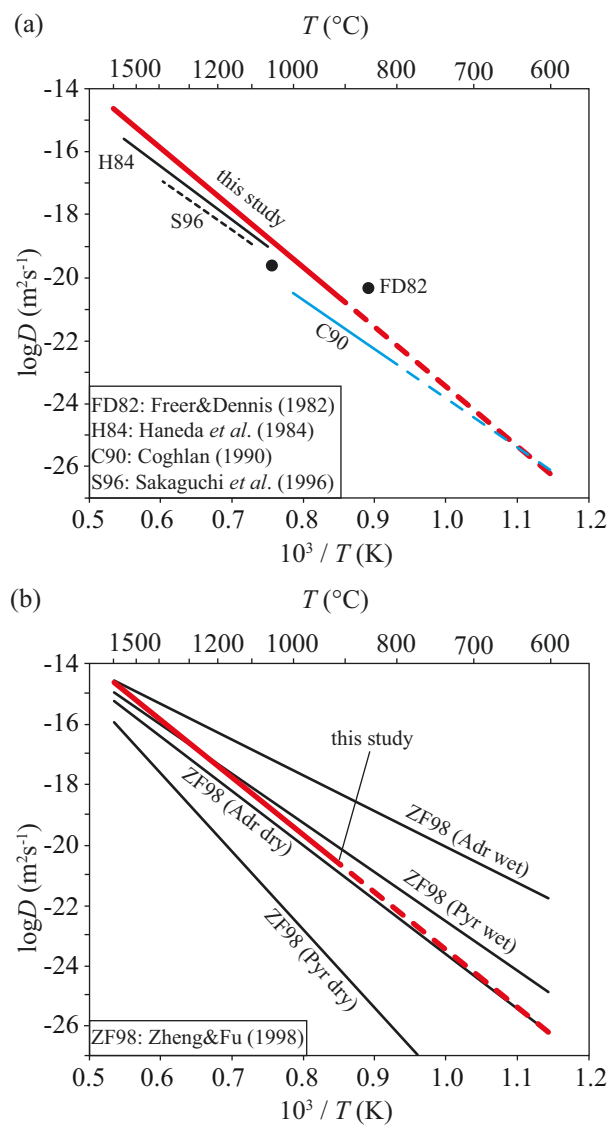 (a)
T (°C)
1500 1200 1000 800 700 600
-14
-16
-18
-20
-22
-24
-26
logD (m²s⁻¹)
this study
H84
S96
FD82
C90
FD82: Freer&Dennis (1982)
H84: Haneda et al. (1984)
C90: Coghlan (1990)
S96: Sakaguchi et al. (1996)
0.5 0.6 0.7 0.8 0.9 1.0 1.1 1.2
10³ / T (K)
(b)
T (°C)
1500 1200 1000 800 700 600
-14
-16
-18
-20
-22
-24
-26
logD (m²s⁻¹)
this study
ZF98 (Adr wet)
ZF98 (Adr dry)
ZF98 (Pyr wet)
ZF98 (Pyr dry)
ZF98: Zheng&Fu (1998)
0.5 0.6 0.7 0.8 0.9 1.0 1.1 1.2
10³ / T (K)